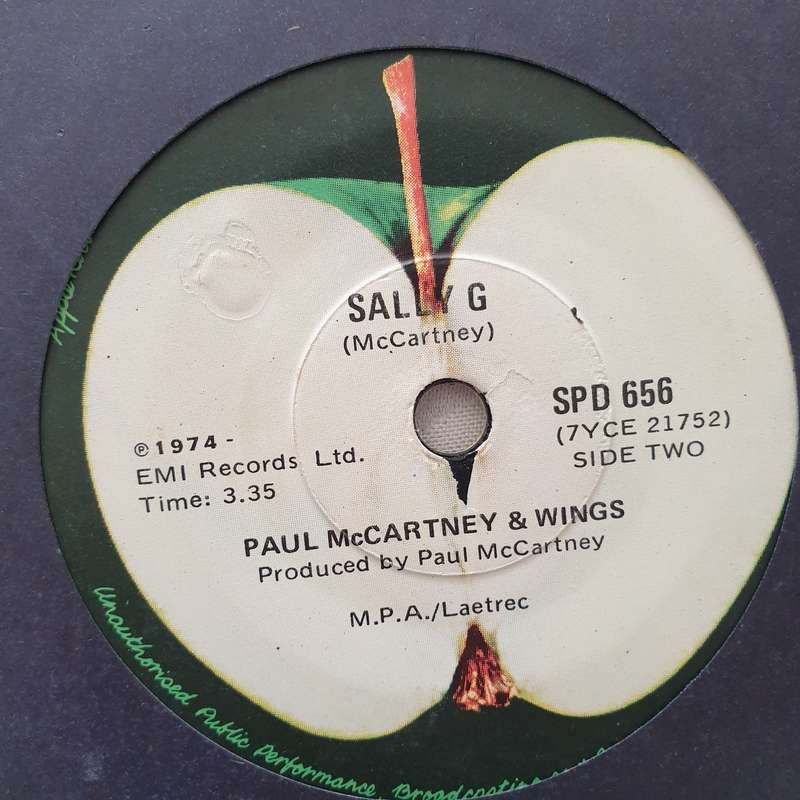 SALLY G
(McCartney)
SPD 656
(7YCE 21752)
SIDE TWO
℗ 1974 -
EMI Records Ltd.
Time: 3.35
PAUL McCARTNEY & WINGS
Produced by Paul McCartney
M.P.A./Laetrec
Unauthorised Public Performance, Broadcasting